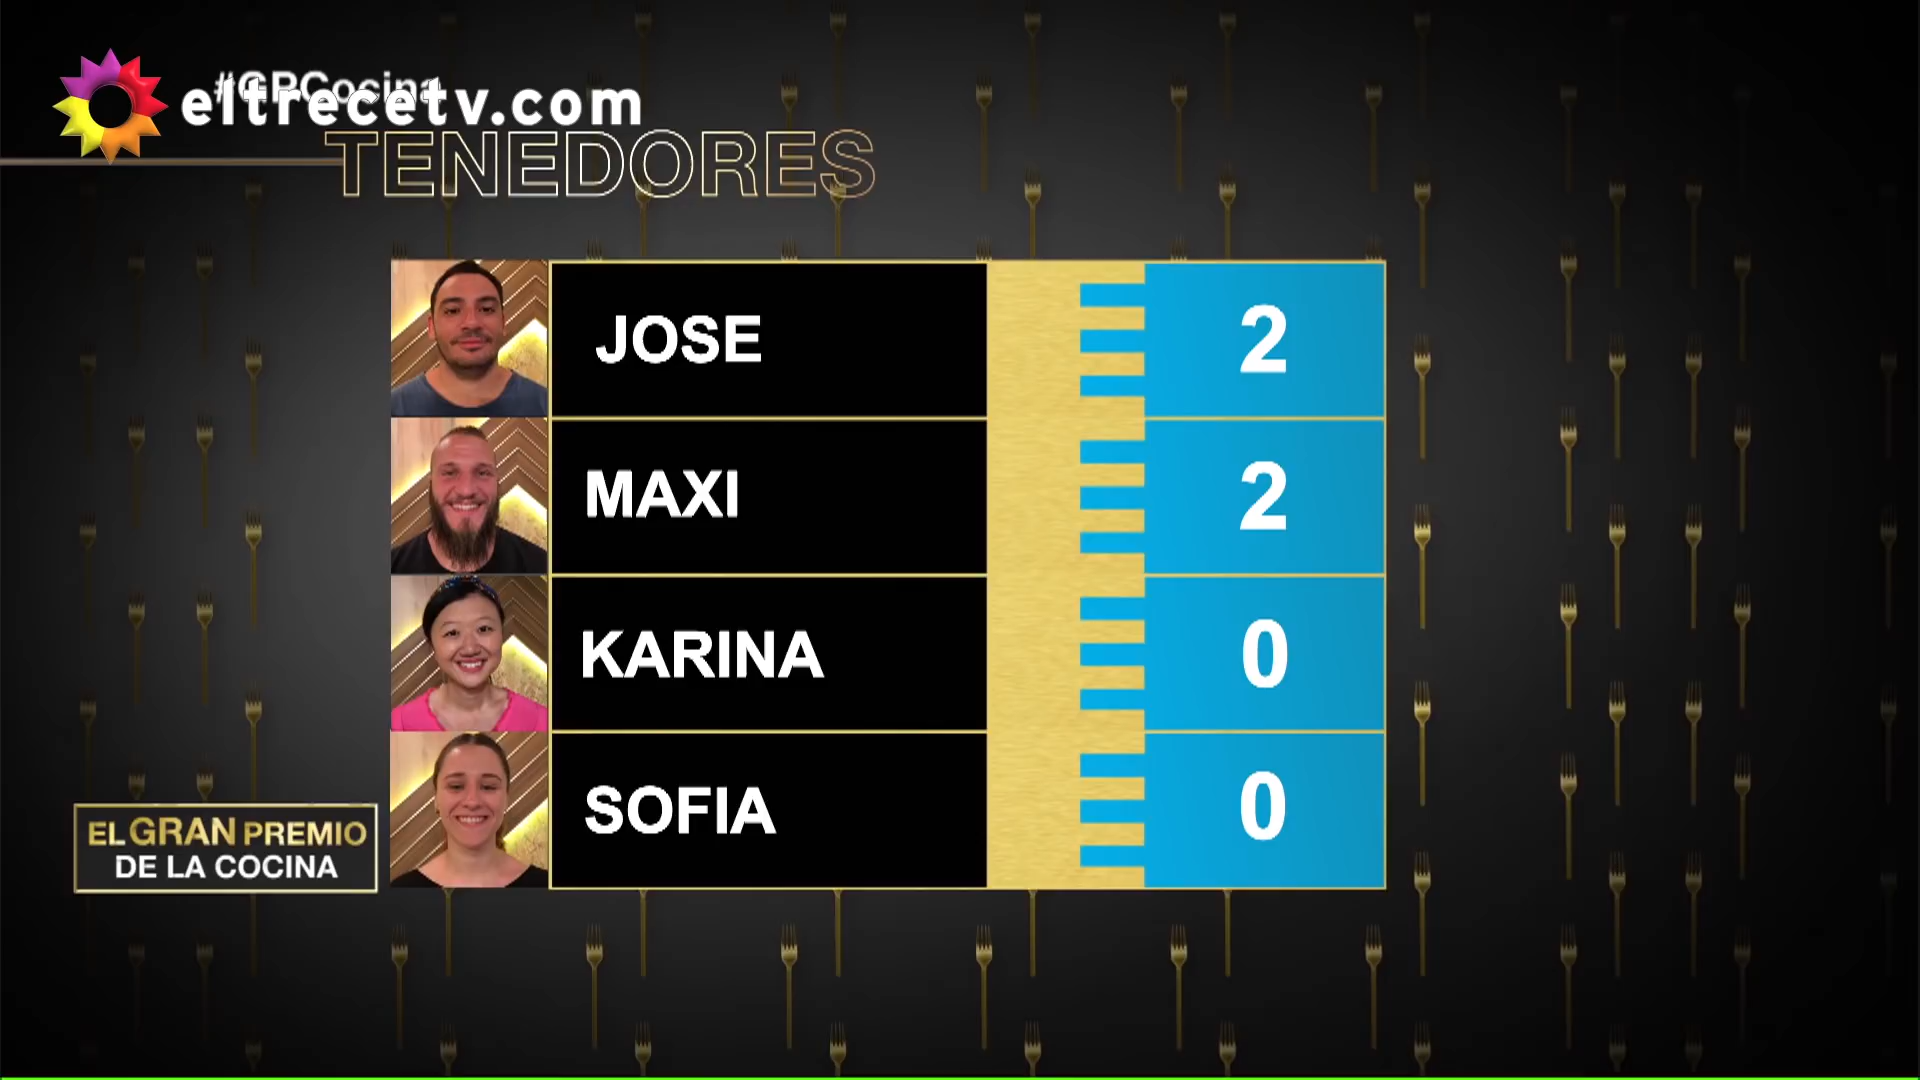 #GPCocina
eltrecetv.com
TENEDORES
JOSE 2
MAXI 2
KARINA 0
SOFIA 0
EL GRAN PREMIO
DE LA COCINA